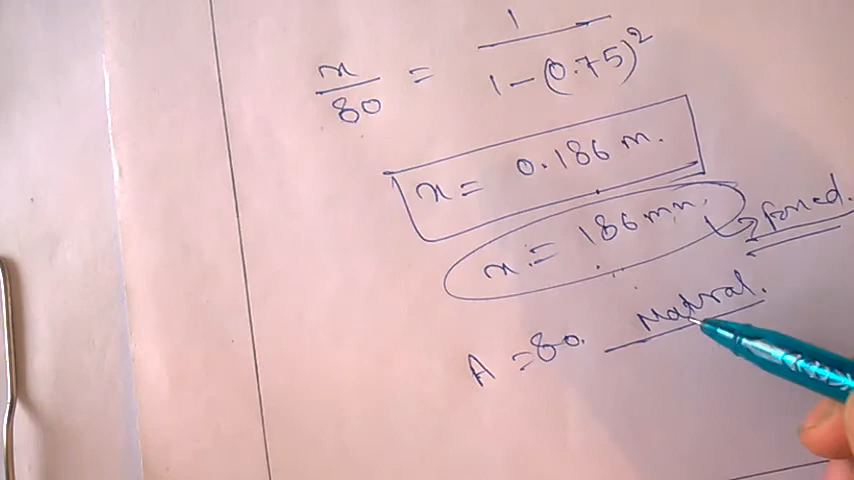 x/80 = 1/1-(0.75)²
x = 0.186 m.
x = 186 mm. → forced.
A = 80. Natural.